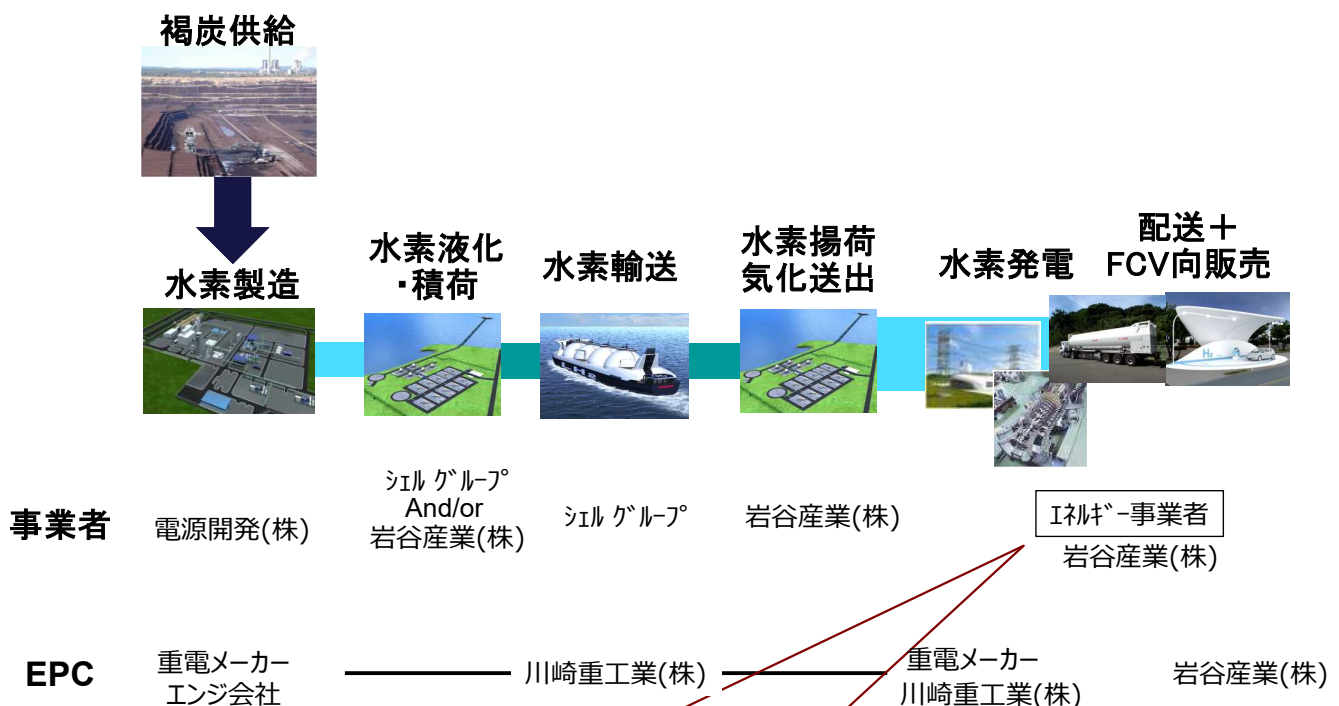 褐炭供給
水素製造
水素液化
・積荷
水素輸送
水素揚荷
気化送出
水素発電
配送＋
FCV向販売
LH2
H2
事業者
電源開発(株)
ｼｪﾙ ｸﾞﾙｰﾌﾟ
And/or
岩谷産業(株)
ｼｪﾙ ｸﾞﾙｰﾌﾟ
岩谷産業(株)
ｴﾈﾙｷﾞｰ事業者
岩谷産業(株)
EPC
重電メーカー
エンジ会社
川崎重工業(株)
重電メーカー
川崎重工業(株)
岩谷産業(株)